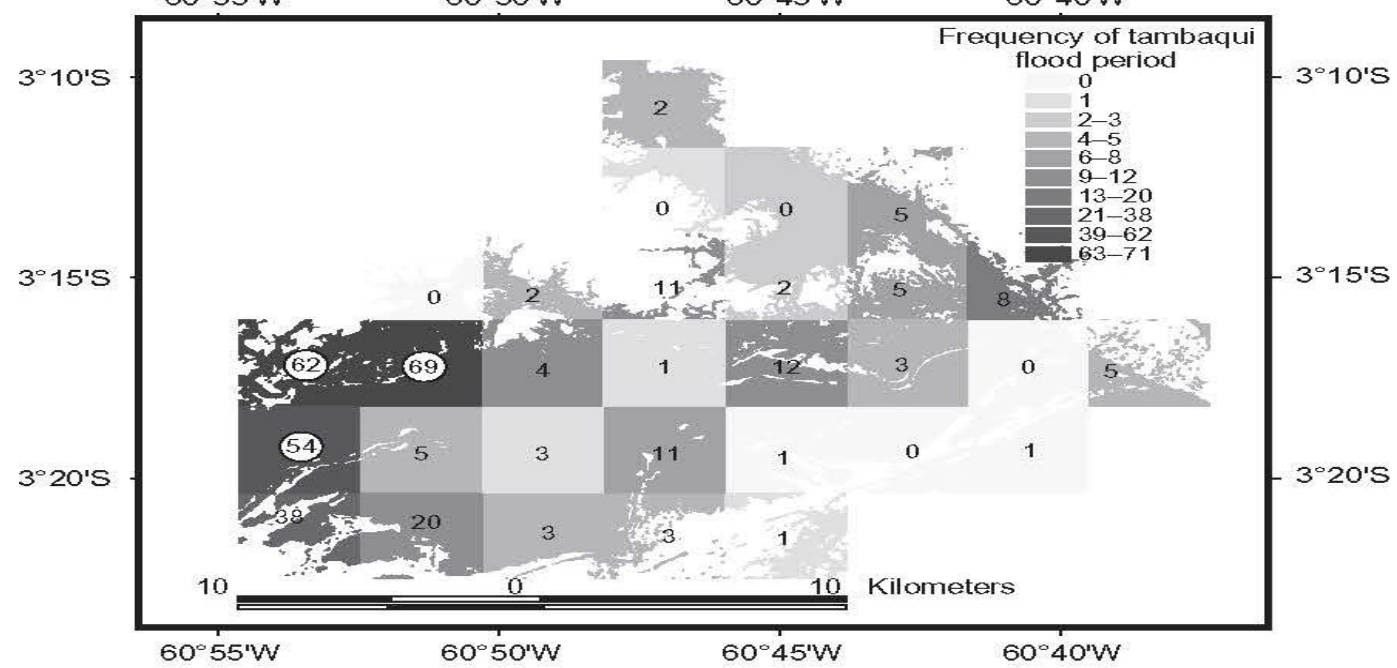 Frequency of tambaqui
flood period
0
1
2–3
4–5
6–8
9–12
13–20
21–38
39–62
63–71
3°10'S 3°10'S
2
0 0 5
3°15'S 3°15'S
0 2 11 2 5 8
62 69 4 1 12 3 0 5
54 5 3 11 1 0 1
3°20'S 3°20'S
38 20 3 3 1
10 0 10 Kilometers
60°55'W 60°50'W 60°45'W 60°40'W